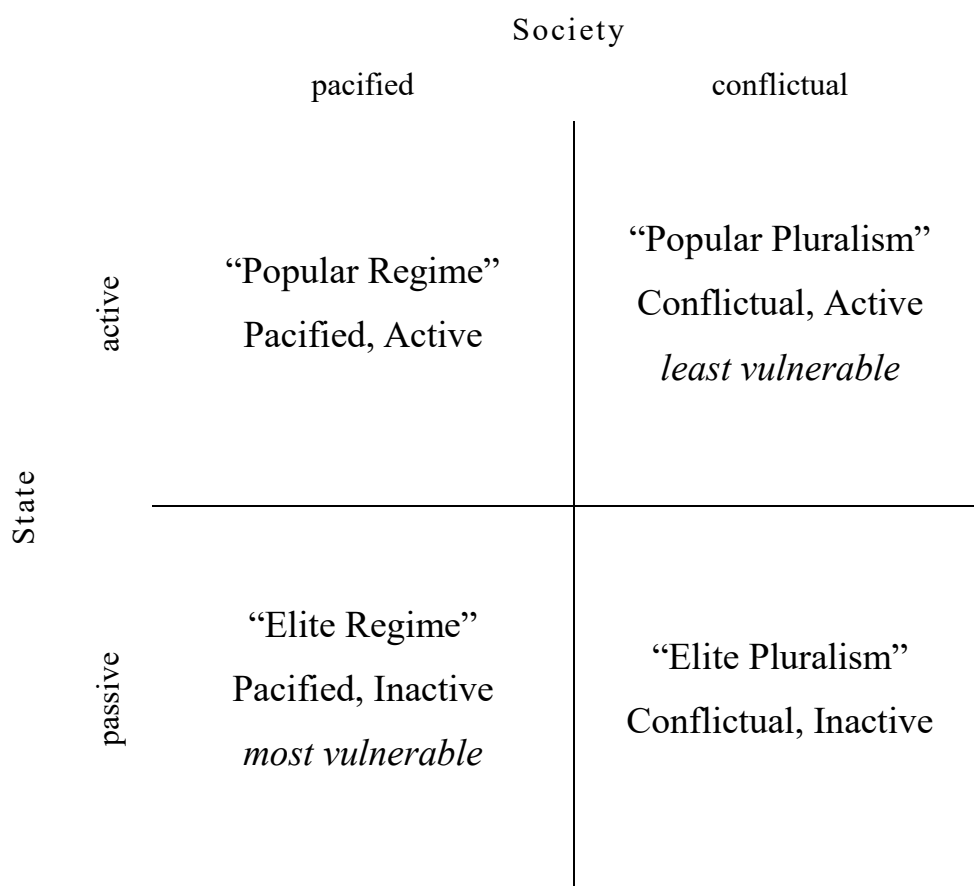 Society
pacified
conflictual
active
“Popular Regime”
Pacified, Active
“Popular Pluralism”
Conflictual, Active
least vulnerable
State
passive
“Elite Regime”
Pacified, Inactive
most vulnerable
“Elite Pluralism”
Conflictual, Inactive